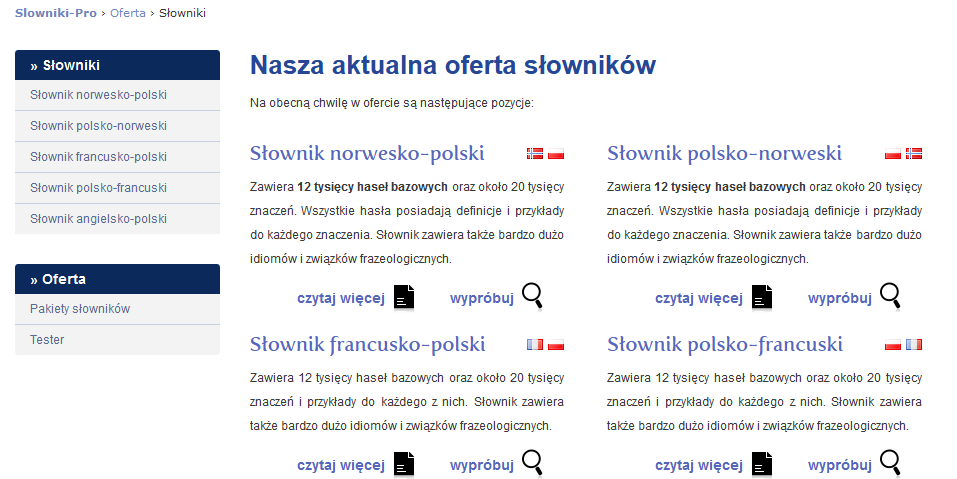 Slowniki-Pro › Oferta › Słowniki
» Słowniki
Słownik norwesko-polski
Słownik polsko-norweski
Słownik francusko-polski
Słownik polsko-francuski
Słownik angielsko-polski
» Oferta
Pakiety słowników
Tester
Nasza aktualna oferta słowników
Na obecną chwilę w ofercie są następujące pozycje:
Słownik norwesko-polski
Zawiera 12 tysięcy haseł bazowych oraz około 20 tysięcy
znaczeń. Wszystkie hasła posiadają definicje i przykłady
do każdego znaczenia. Słownik zawiera także bardzo dużo
idiomów i związków frazeologicznych.
czytaj więcej wypróbuj
Słownik polsko-norweski
Zawiera 12 tysięcy haseł bazowych oraz około 20 tysięcy
znaczeń. Wszystkie hasła posiadają definicje i przykłady
do każdego znaczenia. Słownik zawiera także bardzo dużo
idiomów i związków frazeologicznych.
czytaj więcej wypróbuj
Słownik francusko-polski
Zawiera 12 tysięcy haseł bazowych oraz około 20 tysięcy
znaczeń i przykłady do każdego z nich. Słownik zawiera
także bardzo dużo idiomów i związków frazeologicznych.
czytaj więcej wypróbuj
Słownik polsko-francuski
Zawiera 12 tysięcy haseł bazowych oraz około 20 tysięcy
znaczeń i przykłady do każdego z nich. Słownik zawiera
także bardzo dużo idiomów i związków frazeologicznych.
czytaj więcej wypróbuj